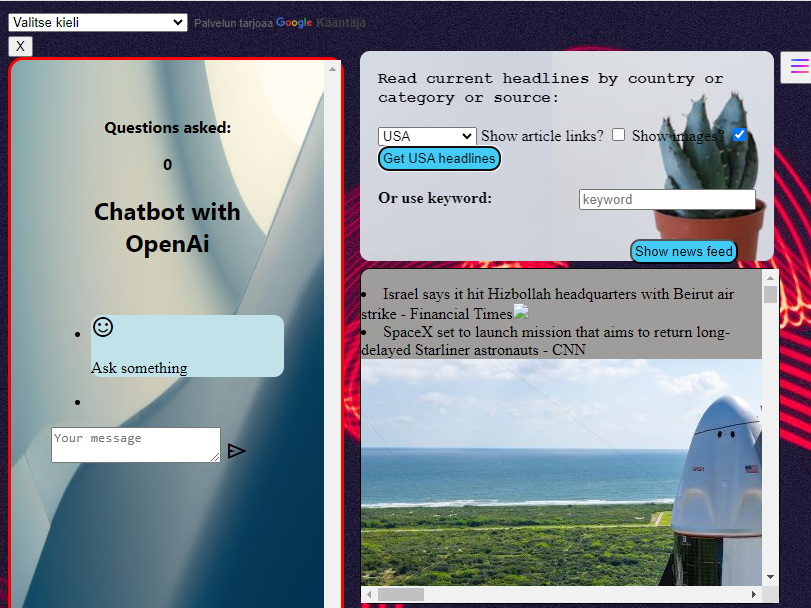 Valitse kieli
Palvelun tarjoaa Google Kääntäjä
X
Questions asked:
0
Chatbot with
OpenAi
Ask something
Your message
Read current headlines by country or
category or source:
USA Show article links? Show images?
Get USA headlines
Or use keyword: keyword
Show news feed
Israel says it hit Hizbollah headquarters with Beirut air
strike - Financial Times
SpaceX set to launch mission that aims to return long-
delayed Starliner astronauts - CNN